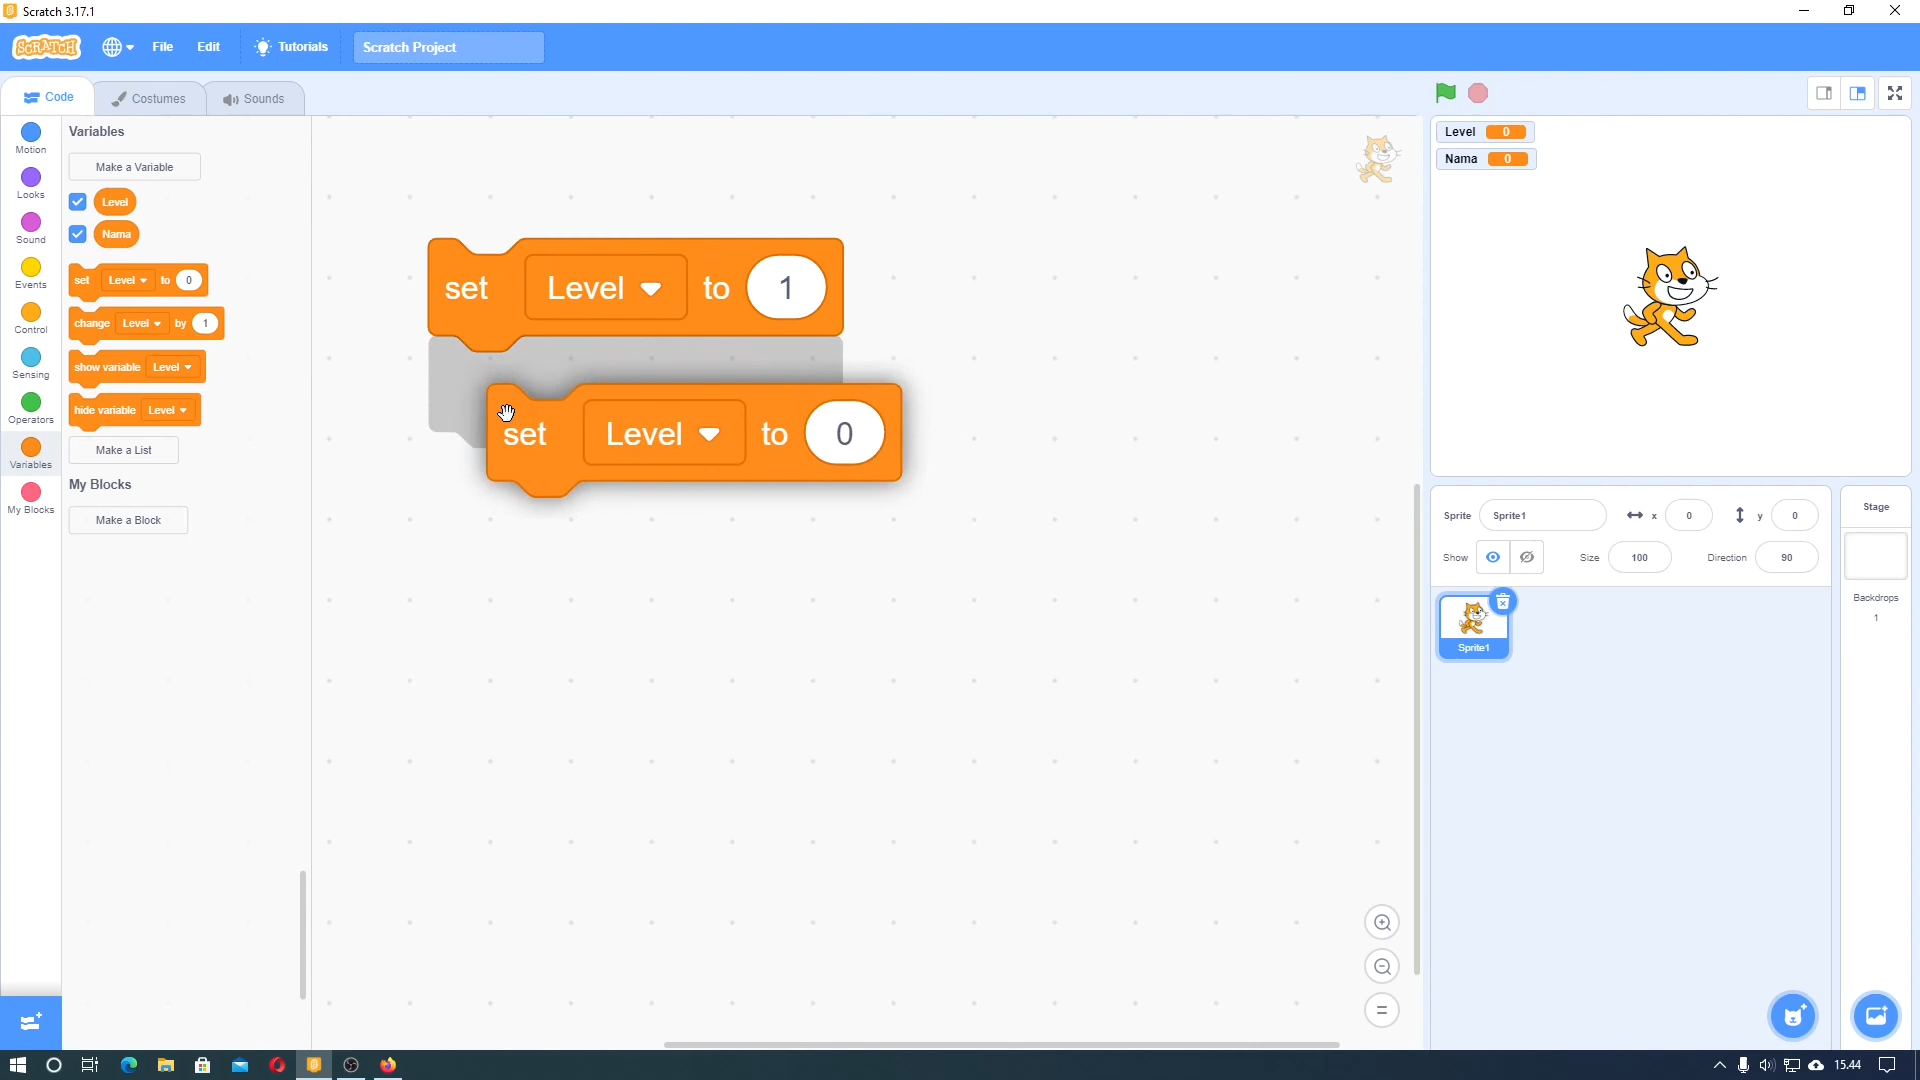 Scratch 3.17.1
SCRATCH
File
Edit
Tutorials
Scratch Project
Code
Costumes
Sounds
Motion
Looks
Sound
Events
Control
Sensing
Operators
Variables
My Blocks
Variables
Make a Variable
Level
Nama
set Level to 0
change Level by 1
show variable Level
hide variable Level
Make a List
My Blocks
Make a Block
set Level to 1
set Level to 0
Level 0
Nama 0
Sprite Sprite1 x 0 y 0
Show Size 100 Direction 90
Sprite1
Stage
Backdrops
1
15.44